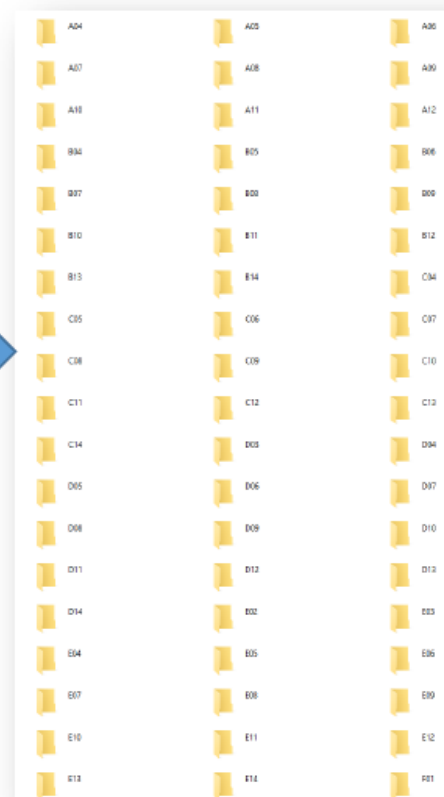 A04 A05 A06
A07 A08 A09
A10 A11 A12
B04 B05 B06
B07 B08 B09
B10 B11 B12
B13 B14 C04
C05 C06 C07
C08 C09 C10
C11 C12 C13
C14 D03 D04
D05 D06 D07
D08 D09 D10
D11 D12 D13
D14 E02 E03
E04 E05 E06
E07 E08 E09
E10 E11 E12
E13 E14 F01